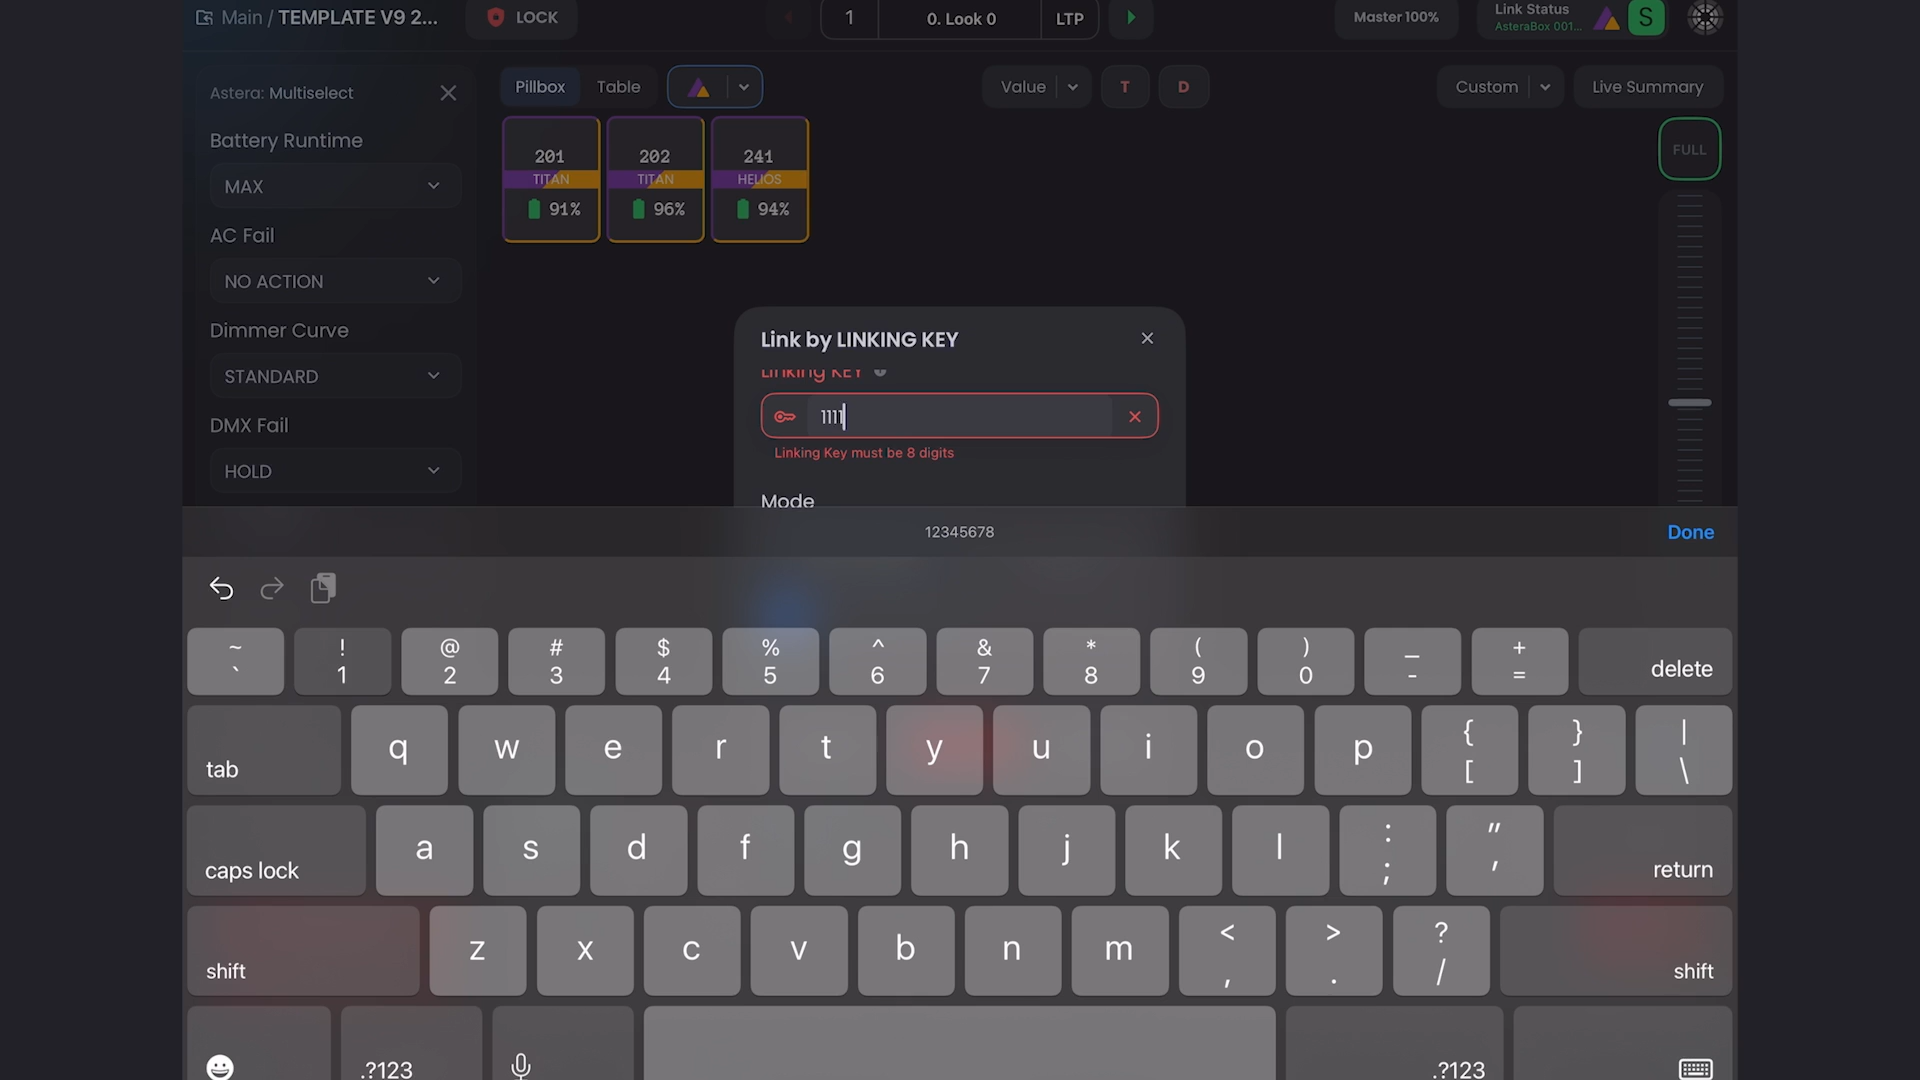 Main / TEMPLATE V9 2...
LOCK
1
0. Look 0
LTP
Master 100%
Link Status
AsteraBox 001...
S
Astera: Multiselect
Pillbox
Table
Value
T
D
Custom
Live Summary
Battery Runtime
MAX
AC Fail
NO ACTION
Dimmer Curve
STANDARD
DMX Fail
HOLD
201
TITAN
91%
202
TITAN
96%
241
HELIOS
94%
FULL
Link by LINKING KEY
Linking KEY
1111
Linking Key must be 8 digits
Mode
12345678
Done
~ ! @ # $ % ^ & * ( ) _ +
` 1 2 3 4 5 6 7 8 9 0 - = delete
tab q w e r t y u i o p { [ } ] | \
caps lock a s d f g h j k l : ; " ' return
shift z x c v b n m < , > . ? / shift
.?123 .?123